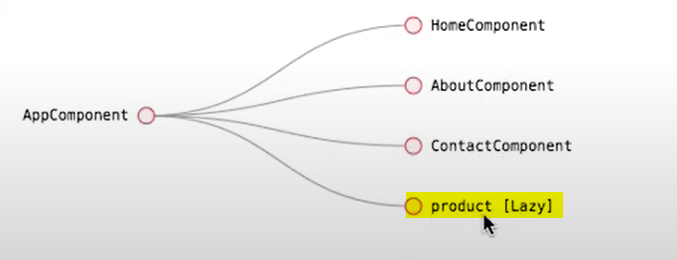 HomeComponent
AboutComponent
AppComponent
ContactComponent
product [Lazy]